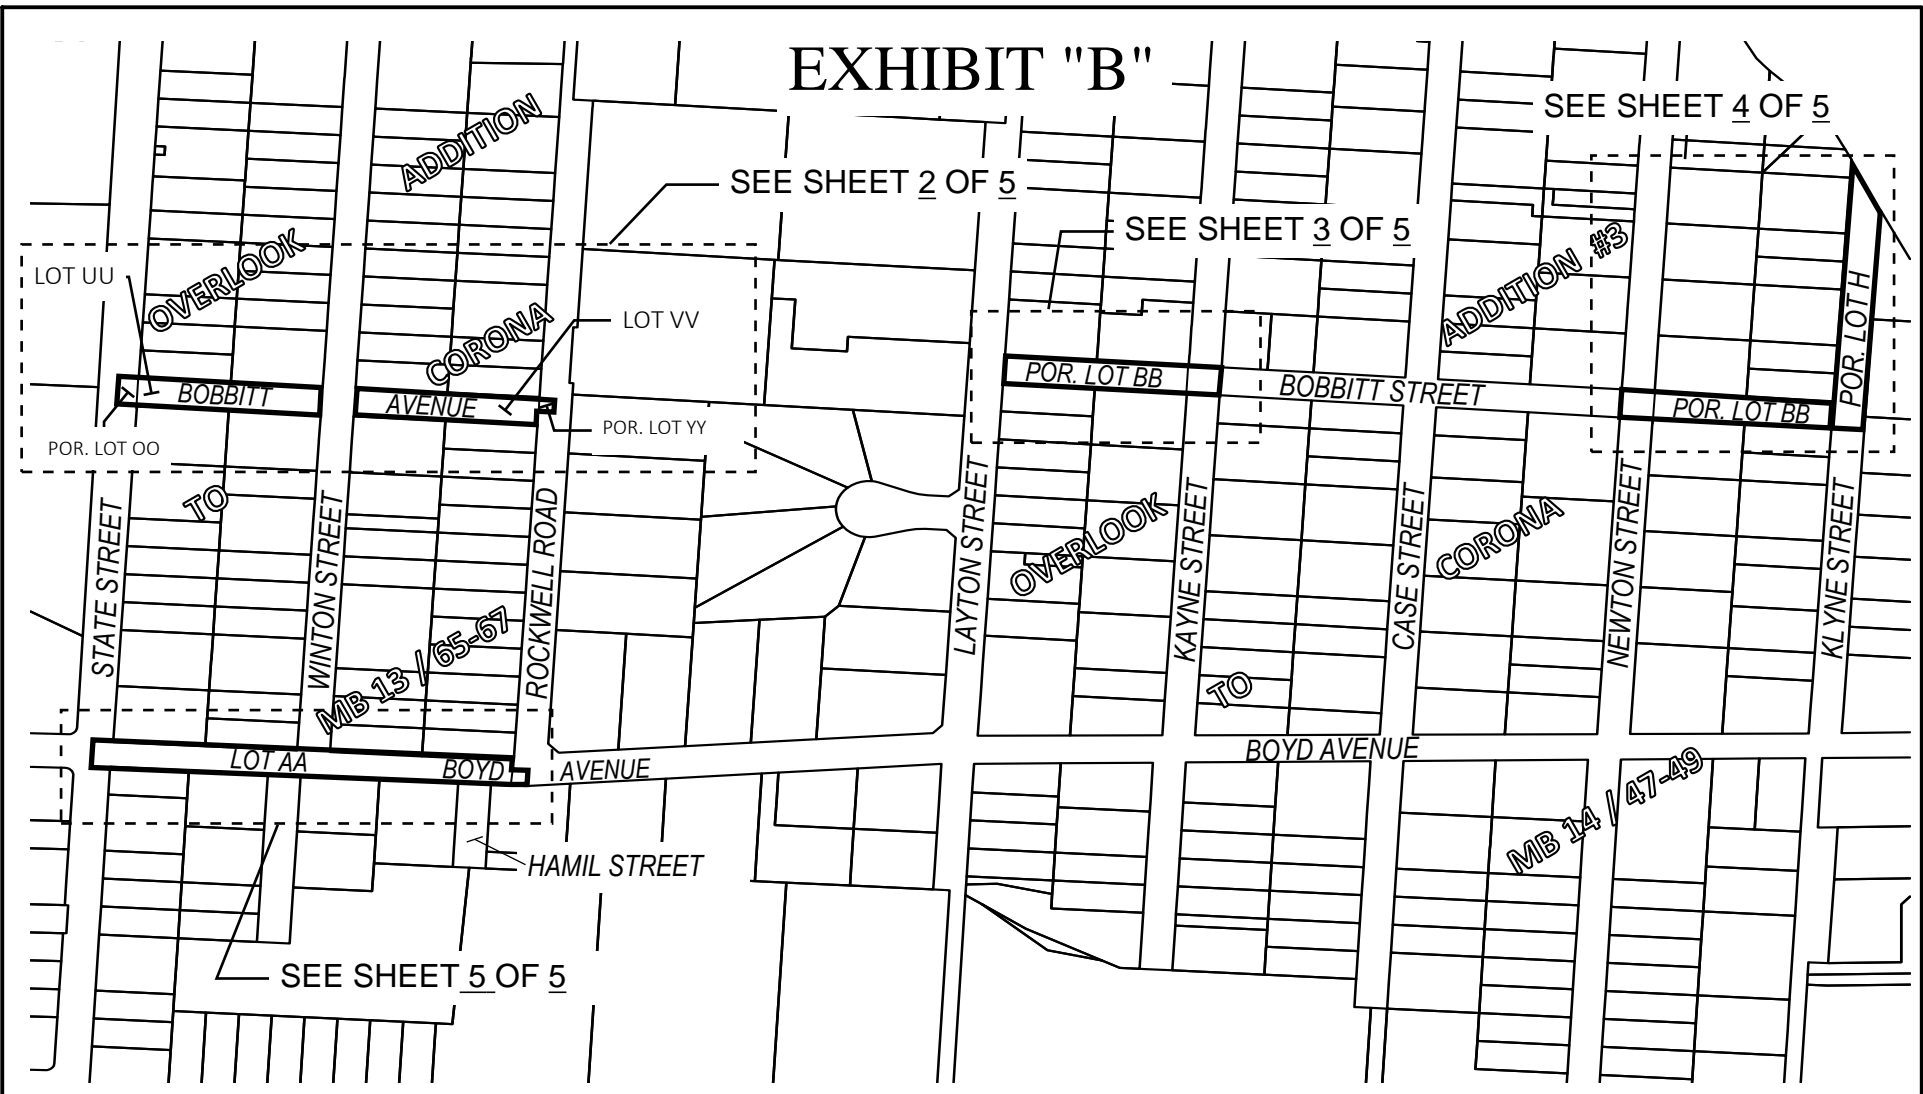 EXHIBIT "B"
SEE SHEET 4 OF 5
ADDITION
SEE SHEET 2 OF 5
SEE SHEET 3 OF 5
LOT UU
OVERLOOK
LOT VV
CORONA
ADDITION #3
POR. LOT H
BOBBITT
AVENUE
POR. LOT YY
POR. LOT OO
POR. LOT BB
BOBBITT STREET
POR. LOT BB
TO
STATE STREET
WINTON STREET
ROCKWELL ROAD
LAYTON STREET
OVERLOOK
KAYNE STREET
CASE STREET
CORONA
NEWTON STREET
KLYNE STREET
MB 13 / 65-67
TO
LOT AA
BOYD
AVENUE
BOYD AVENUE
MB 14 / 47-49
HAMIL STREET
SEE SHEET 5 OF 5